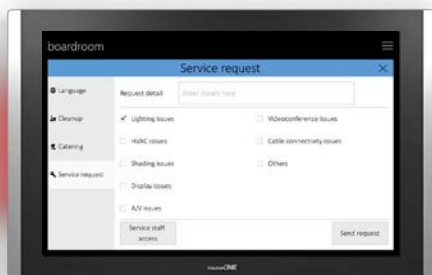 boardroom
Service request
Language
Request detail
Enter details here
Cleanup
Lighting issues
Videoconference issues
Catering
HVAC issues
Cable connectivity issues
Service request
Shading issues
Others
Display issues
A/V issues
Service staff
access
Send request
touchONE